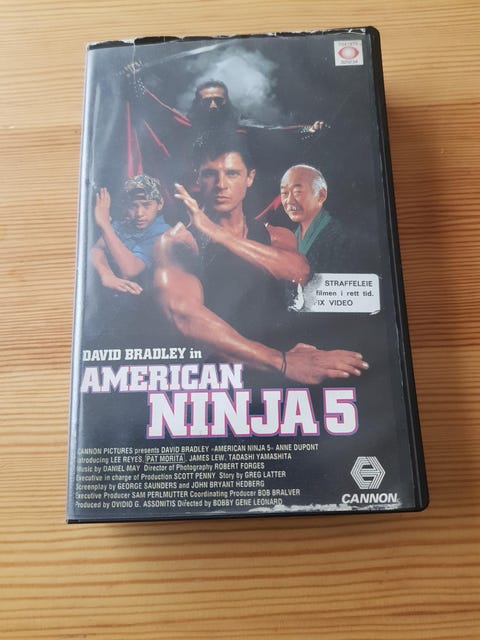 STRAFFELEIE
filmen i rett tid.
IX VIDEO
DAVID BRADLEY in
AMERICAN
NINJA 5
CANNON PICTURES presents DAVID BRADLEY -AMERICAN NINJA 5- ANNE DUPONT
Introducing LEE REYES, PAT MORITA, JAMES LEW, TADASHI YAMASHITA
Music by DANIEL MAY Director of Photography ROBERT FORGES
Executive in charge of Production SCOTT PENNY Story by GREG LATTER
Screenplay by GEORGE SAUNDERS and JOHN BRYANT HEDBERG
Executive Producer SAM PERLMUTTER Coordinating Producer BOB BRALVER
Produced by OVIDIO G. ASSONITIS Directed by BOBBY GENE LEONARD
CANNON